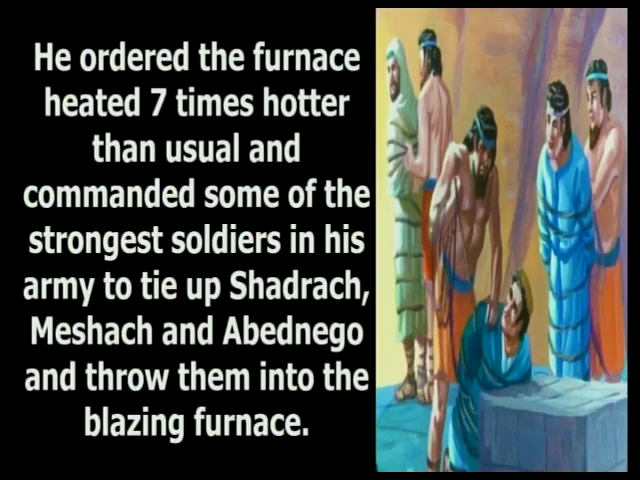 He ordered the furnace
heated 7 times hotter
than usual and
commanded some of the
strongest soldiers in his
army to tie up Shadrach,
Meshach and Abednego
and throw them into the
blazing furnace.